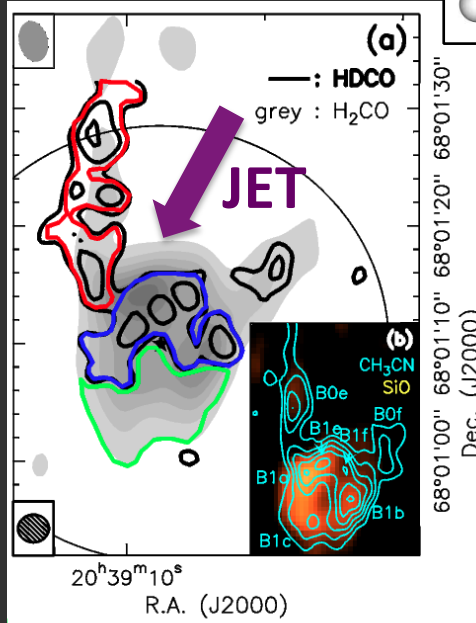 (a)
: HDCO
grey : H₂CO
JET
68°01'30"
68°01'20"
68°01'10"
68°01'00"
Dec. (J2000)
(b)
CH₃CN
SiO
B0e
B1e
B1f
B0f
B1a
B1b
B1c
20ʰ39ᵐ10ˢ
R.A. (J2000)